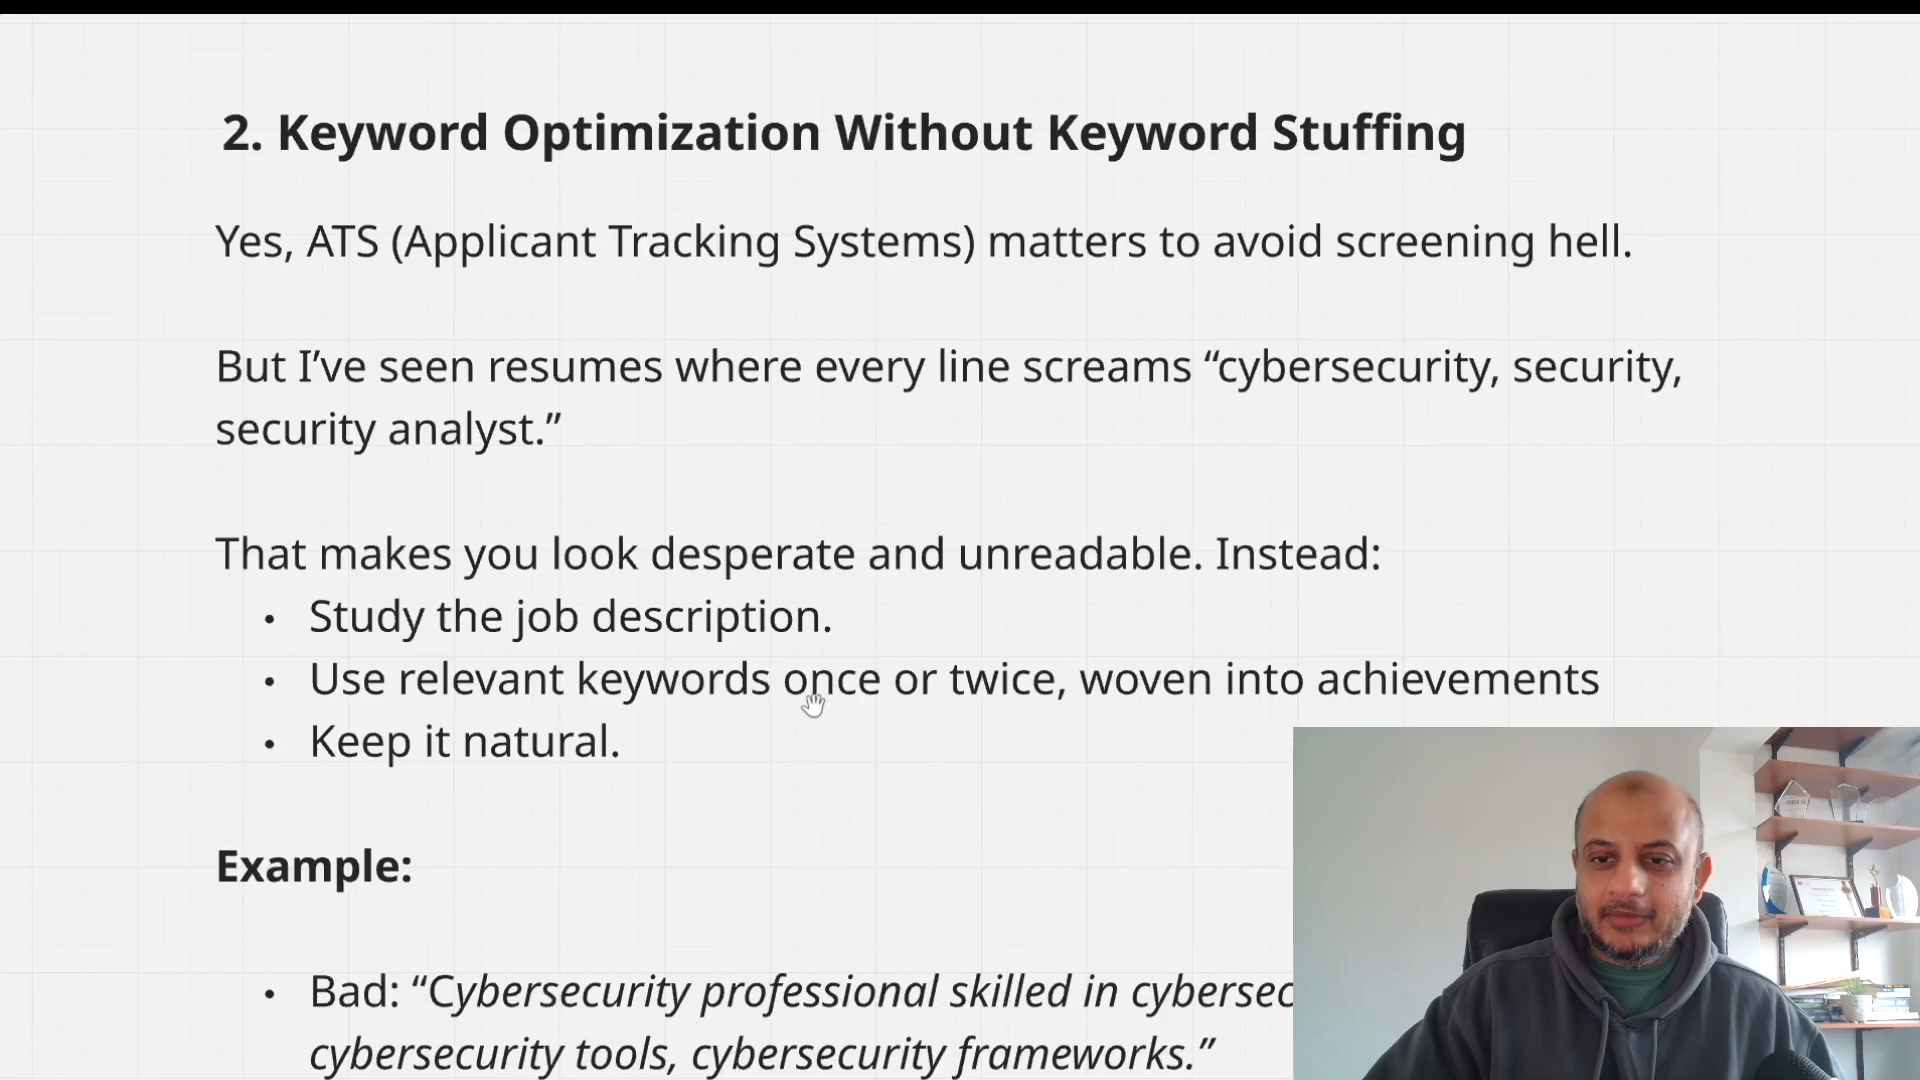 2. Keyword Optimization Without Keyword Stuffing
Yes, ATS (Applicant Tracking Systems) matters to avoid screening hell.
But I’ve seen resumes where every line screams “cybersecurity, security,
security analyst.”
That makes you look desperate and unreadable. Instead:
• Study the job description.
• Use relevant keywords once or twice, woven into achievements
• Keep it natural.
Example:
• Bad: “Cybersecurity professional skilled in cybersec
cybersecurity tools, cybersecurity frameworks.”